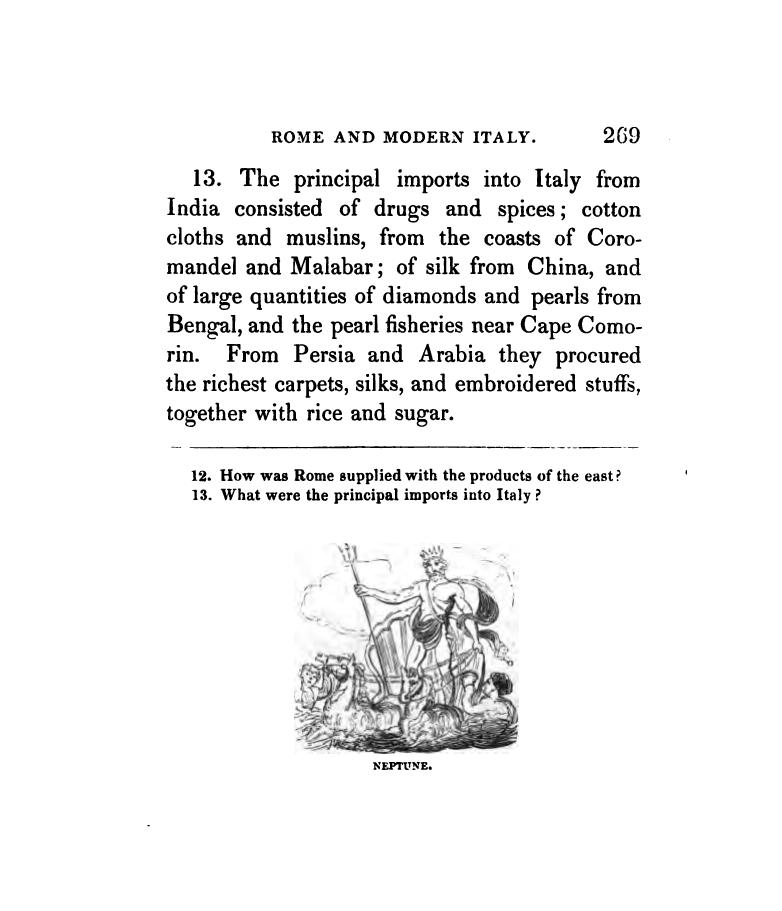 ROME AND MODERN ITALY. 269
13. The principal imports into Italy from
India consisted of drugs and spices; cotton
cloths and muslins, from the coasts of Coro-
mandel and Malabar; of silk from China, and
of large quantities of diamonds and pearls from
Bengal, and the pearl fisheries near Cape Como-
rin. From Persia and Arabia they procured
the richest carpets, silks, and embroidered stuffs,
together with rice and sugar.
12. How was Rome supplied with the products of the east?
13. What were the principal imports into Italy?
NEPTUNE.